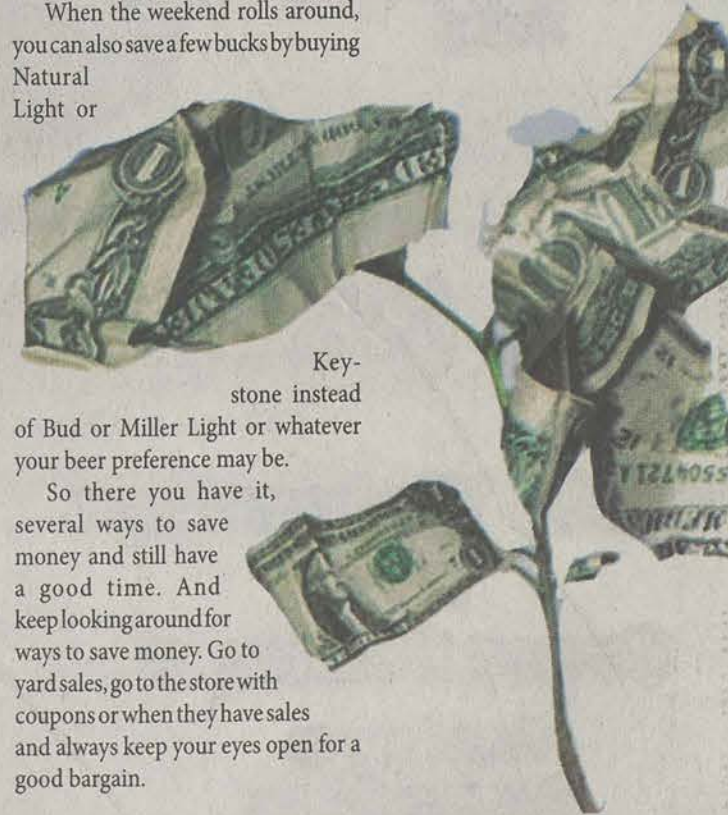 When the weekend rolls around,
you can also save a few bucks by buying
Natural
Light or
Key-
stone instead
of Bud or Miller Light or whatever
your beer preference may be.
So there you have it,
several ways to save
money and still have
a good time. And
keep looking around for
ways to save money. Go to
yard sales, go to the store with
coupons or when they have sales
and always keep your eyes open for a
good bargain.